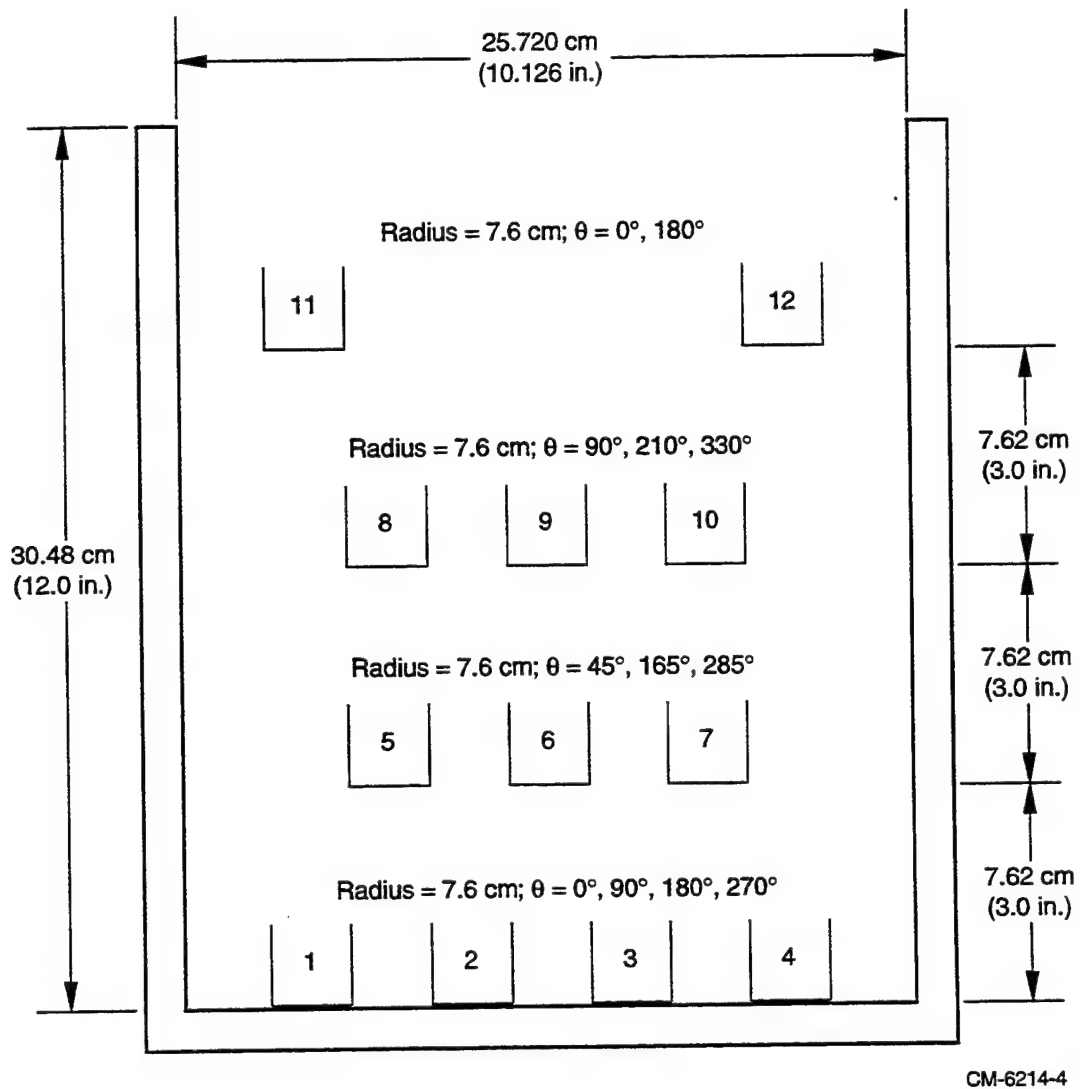 25.720 cm
(10.126 in.)
Radius = 7.6 cm; θ = 0°, 180°
11
12
7.62 cm
(3.0 in.)
Radius = 7.6 cm; θ = 90°, 210°, 330°
8
9
10
30.48 cm
(12.0 in.)
7.62 cm
(3.0 in.)
Radius = 7.6 cm; θ = 45°, 165°, 285°
5
6
7
7.62 cm
(3.0 in.)
Radius = 7.6 cm; θ = 0°, 90°, 180°, 270°
1
2
3
4
CM-6214-4